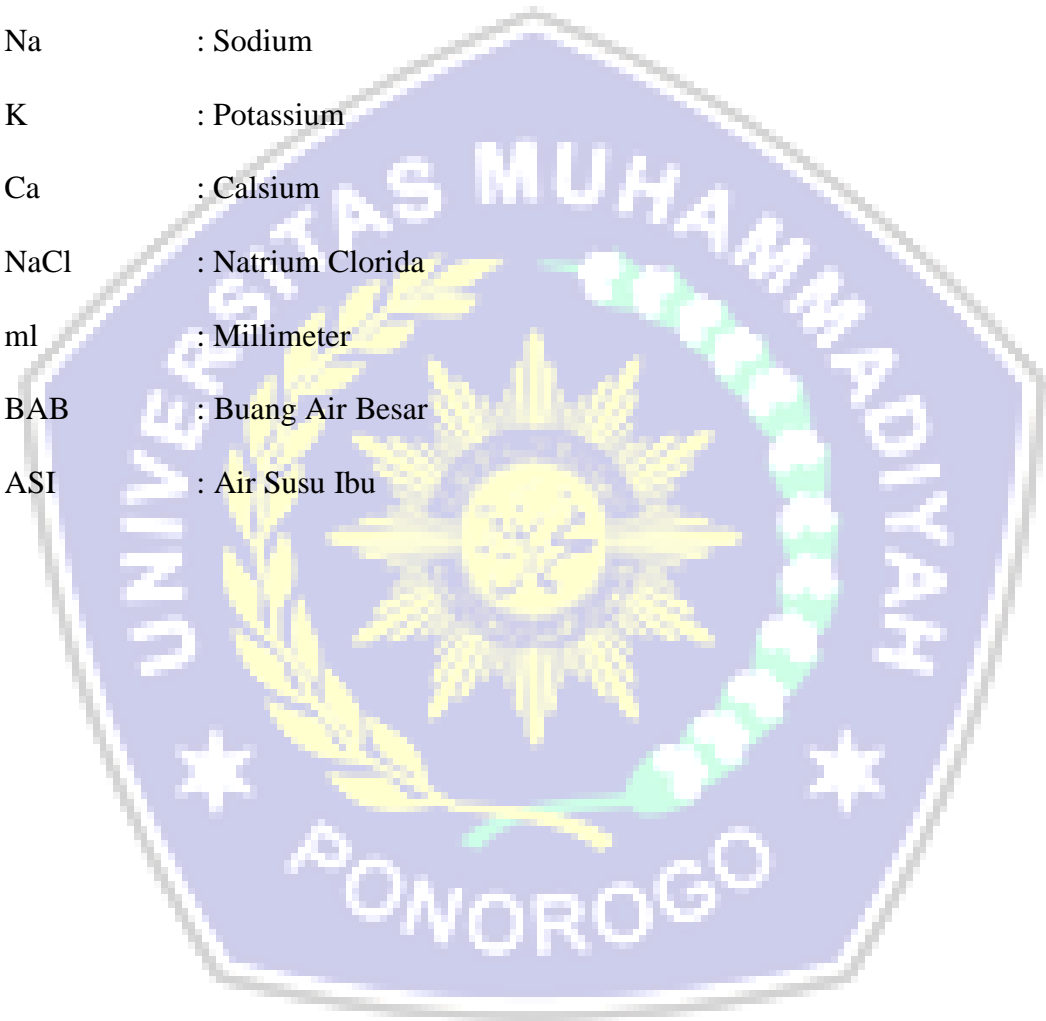 Na : Sodium
K : Potassium
Ca : Calsium
NaCl : Natrium Clorida
ml : Millimeter
BAB : Buang Air Besar
ASI : Air Susu Ibu
UNIVERSITAS MUHAMMADIYAH
PONOROGO